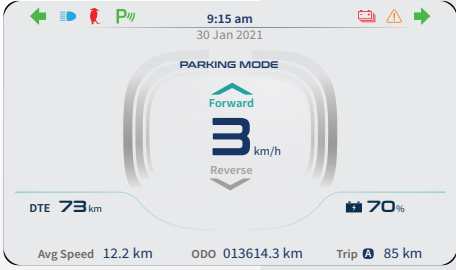 P
9:15 am
30 Jan 2021
PARKING MODE
Forward
3 km/h
Reverse
DTE 73 km
70%
Avg Speed 12.2 km ODO 013614.3 km Trip A 85 km